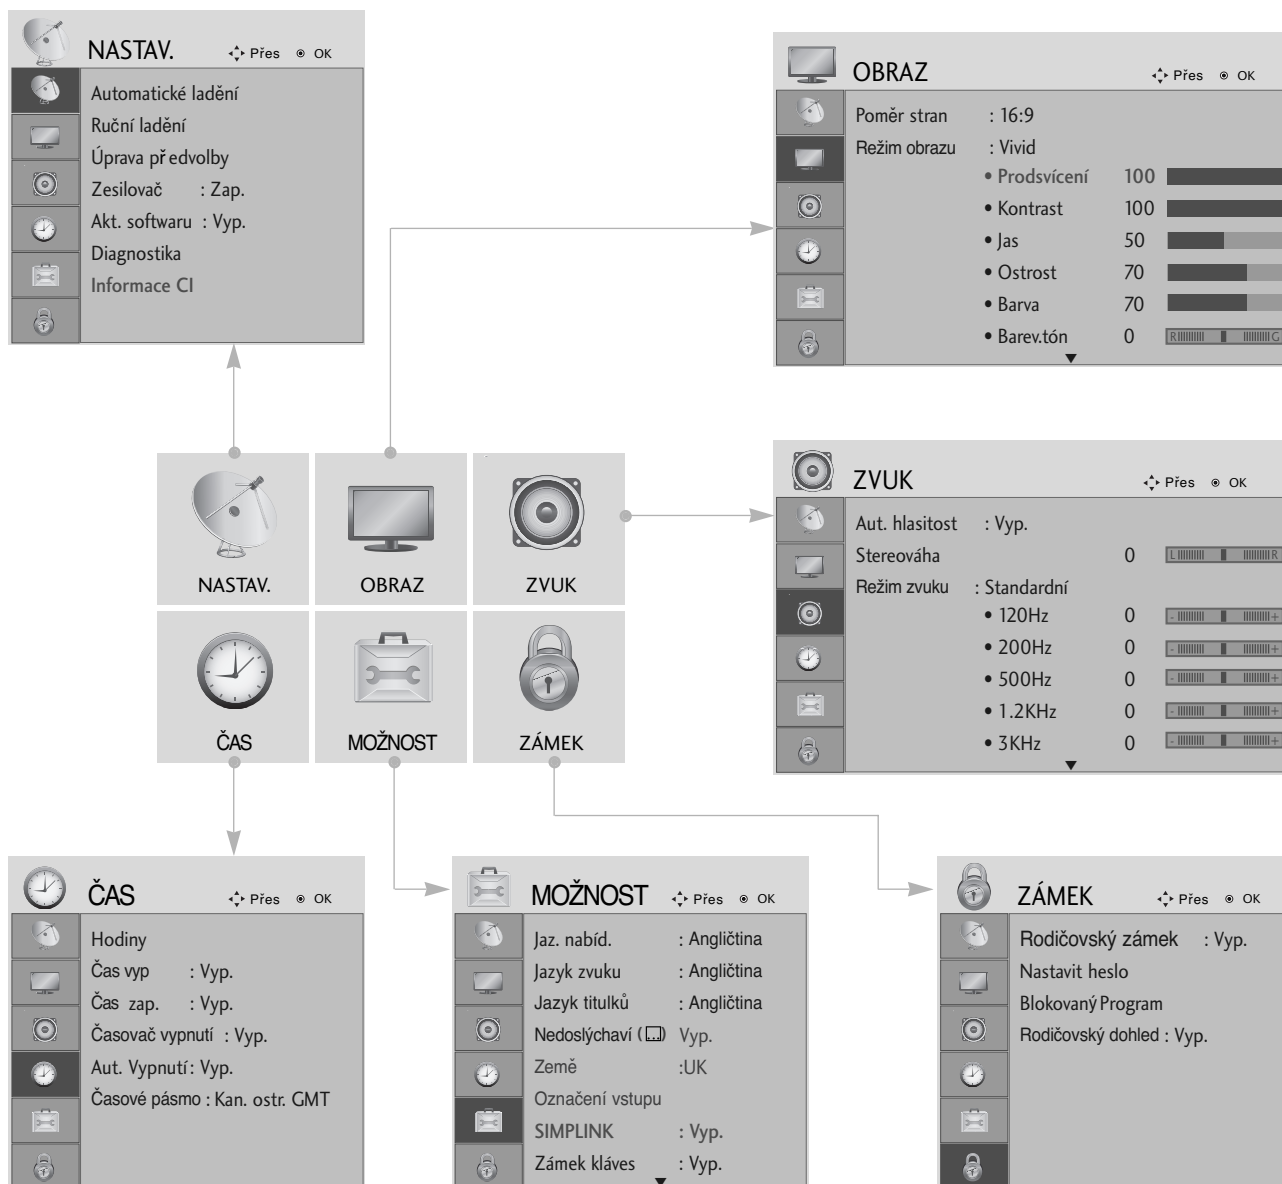 NASTAV. Přes OK
Automatické ladění
Ruční ladění
Úprava předvolby
Zesilovač : Zap.
Akt. softwaru : Vyp.
Diagnostika
Informace CI
OBRAZ Přes OK
Poměr stran : 16:9
Režim obrazu : Vivid
• Prodsvícení 100
• Kontrast 100
• Jas 50
• Ostrost 70
• Barva 70
• Barev.tón 0 R G
NASTAV.
OBRAZ
ZVUK
ČAS
MOŽNOST
ZÁMEK
ZVUK Přes OK
Aut. hlasitost : Vyp.
Stereováha 0 L R
Režim zvuku : Standardní
• 120Hz 0 - +
• 200Hz 0 - +
• 500Hz 0 - +
• 1.2KHz 0 - +
• 3KHz 0 - +
ČAS Přes OK
Hodiny
Čas vyp : Vyp.
Čas zap. : Vyp.
Časovač vypnutí : Vyp.
Aut. Vypnutí : Vyp.
Časové pásmo : Kan. ostr. GMT
MOŽNOST Přes OK
Jaz. nabíd. : Angličtina
Jazyk zvuku : Angličtina
Jazyk titulků : Angličtina
Nedoslýchaví ( ) Vyp.
Země :UK
Označení vstupu
SIMPLINK : Vyp.
Zámek kláves : Vyp.
ZÁMEK Přes OK
Rodičovský zámek : Vyp.
Nastavit heslo
Blokovaný Program
Rodičovský dohled : Vyp.